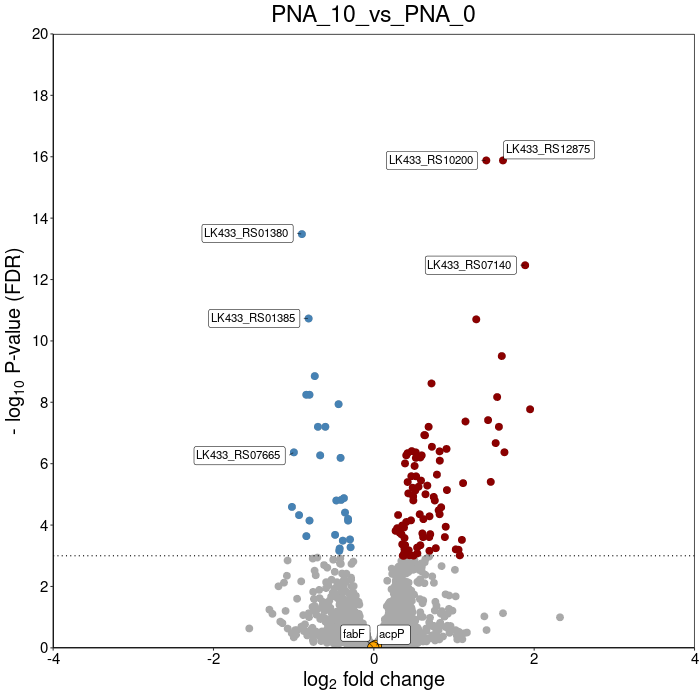 PNA_10_vs_PNA_0
20
18
16
14
12
10
8
6
4
2
0
- log10 P-value (FDR)
LK433_RS12875
LK433_RS10200
LK433_RS01380
LK433_RS07140
LK433_RS01385
LK433_RS07665
fabF
acpP
-4
-2
0
2
4
log2 fold change